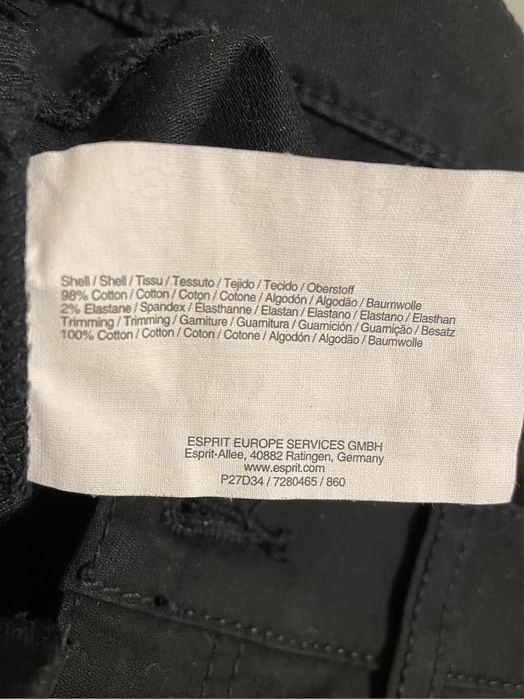 Shell / Shell / Tissu / Tessuto / Tejido / Tecido / Oberstoff
98% Cotton / Cotton / Coton / Cotone / Algodón / Algodão / Baumwolle
2% Elastane / Spandex / Élasthanne / Elastan / Elastano / Elastano / Elasthan
Trimming / Trimming / Garniture / Guarnitura / Guarnición / Guarnição / Besatz
100% Cotton / Cotton / Coton / Cotone / Algodón / Algodão / Baumwolle
ESPRIT EUROPE SERVICES GMBH
Esprit-Allee, 40882 Ratingen, Germany
www.esprit.com
P27D34 / 7280465 / 860